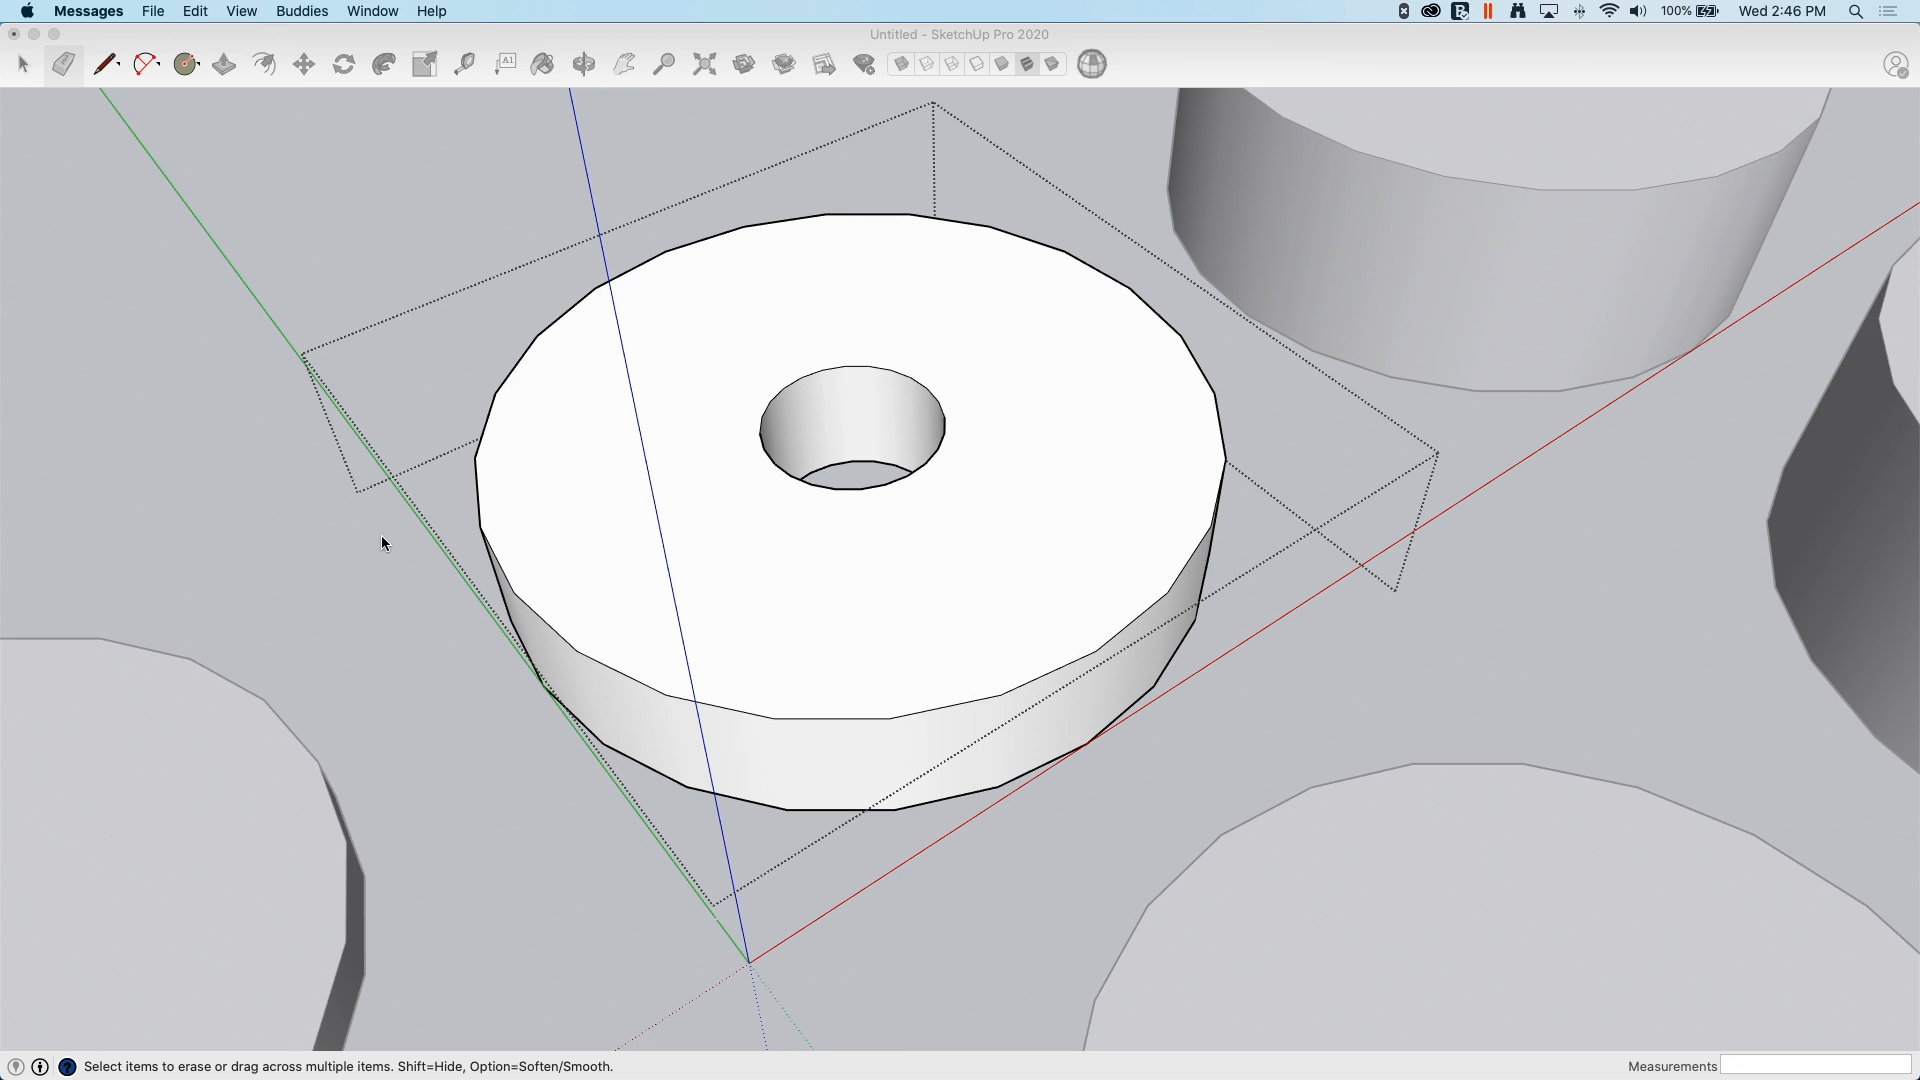 Messages File Edit View Buddies Window Help 100% Wed 2:46 PM
Untitled - SketchUp Pro 2020
A1
Select items to erase or drag across multiple items. Shift=Hide, Option=Soften/Smooth. Measurements